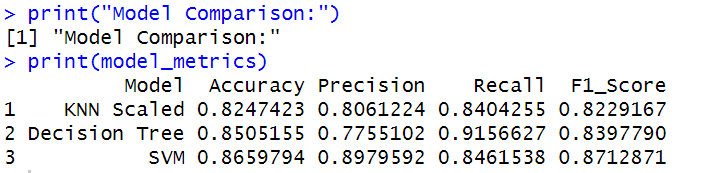 > print("Model Comparison:")
[1] "Model Comparison:"
> print(model_metrics)
Model Accuracy Precision Recall F1_Score
1 KNN Scaled 0.8247423 0.8061224 0.8404255 0.8229167
2 Decision Tree 0.8505155 0.7755102 0.9156627 0.8397790
3 SVM 0.8659794 0.8979592 0.8461538 0.8712871